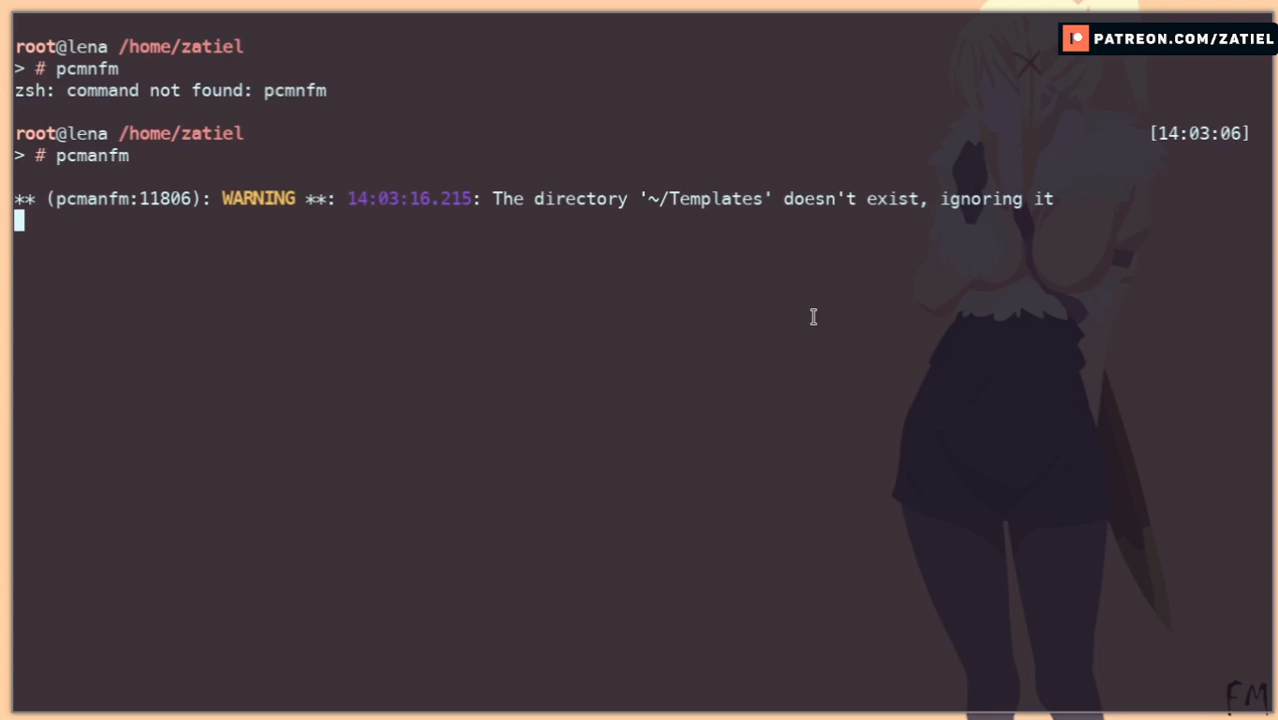 PATREON.COM/ZATIEL
root@lena /home/zatiel
> # pcmnfm
zsh: command not found: pcmnfm
root@lena /home/zatiel [14:03:06]
> # pcmanfm
** (pcmanfm:11806): WARNING **: 14:03:16.215: The directory '~/Templates' doesn't exist, ignoring it
FM